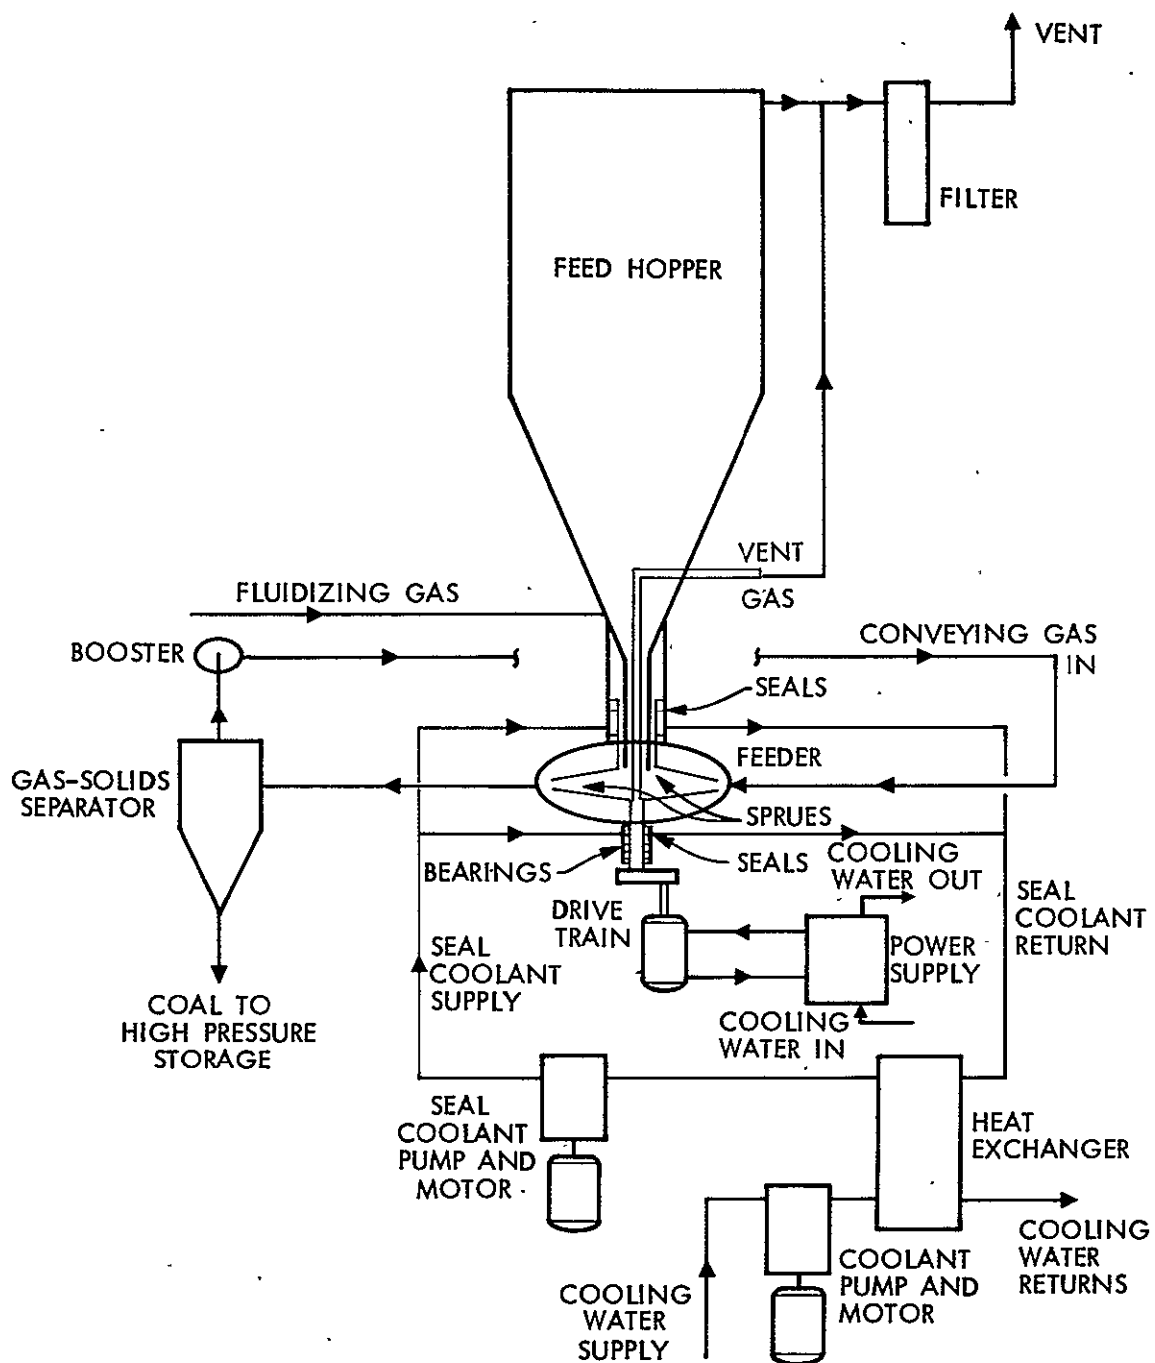 VENT
FILTER
FEED HOPPER
VENT
GAS
FLUIDIZING GAS
BOOSTER
CONVEYING GAS
IN
SEALS
GAS-SOLIDS
SEPARATOR
FEEDER
SPRUES
BEARINGS
SEALS
COOLING
WATER OUT
DRIVE
TRAIN
SEAL
COOLANT
RETURN
POWER
SUPPLY
SEAL
COOLANT
SUPPLY
COAL TO
HIGH PRESSURE
STORAGE
COOLING
WATER IN
SEAL
COOLANT
PUMP AND
MOTOR
HEAT
EXCHANGER
COOLING
WATER
RETURNS
COOLANT
PUMP AND
MOTOR
COOLING
WATER
SUPPLY